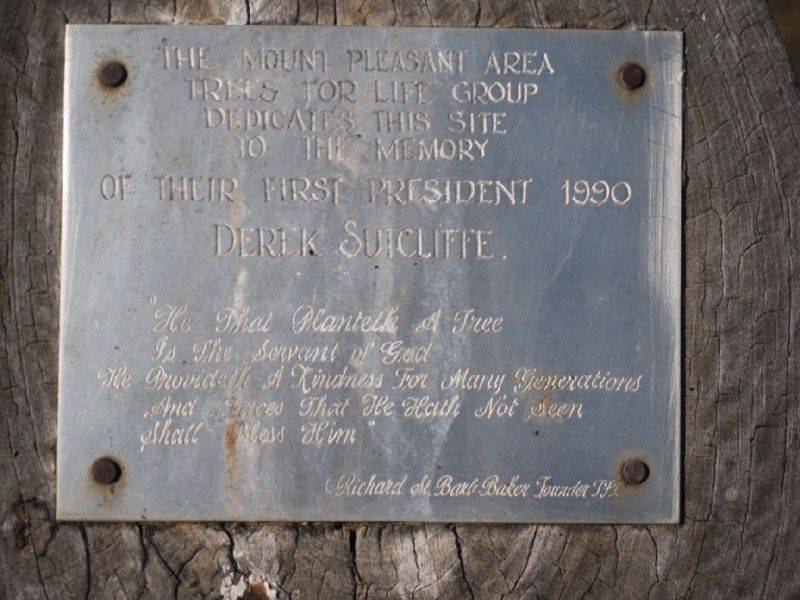 THE MOUNT PLEASANT AREA
TREES FOR LIFE GROUP
DEDICATES THIS SITE
TO THE MEMORY
OF THEIR FIRST PRESIDENT 1990
DEREK SUTCLIFFE.
"He That Planteth A Tree
Is The Servant of God
He Provideth A Kindness For Many Generations
And Faces That He Hath Not Seen
Shall Bless Him"
Richard St. Barb Baker Founder